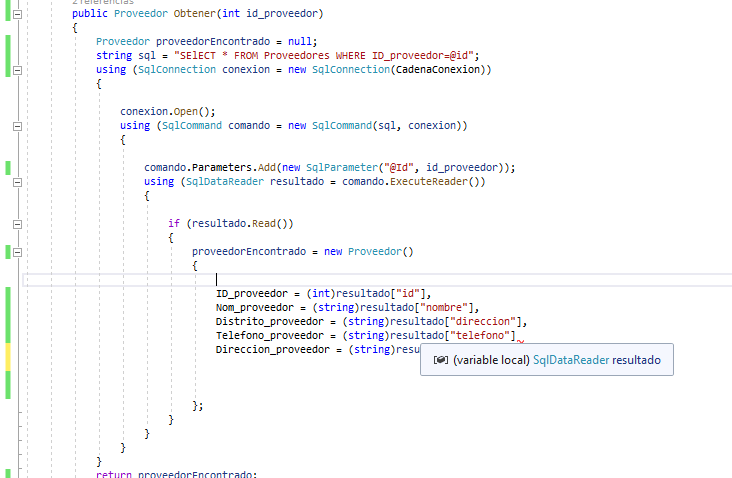 2 referencias
public Proveedor Obtener(int id_proveedor)
{
Proveedor proveedorEncontrado = null;
string sql = "SElECT * FROM Proveedores WHERE ID_proveedor=@id";
using (SqlConnection conexion = new SqlConnection(CadenaConexion))
{
conexion.Open();
using (SqlCommand comando = new SqlCommand(sql, conexion))
{
comando.Parameters.Add(new SqlParameter("@Id", id_proveedor));
using (SqlDataReader resultado = comando.ExecuteReader())
{
if (resultado.Read())
{
proveedorEncontrado = new Proveedor()
{
ID_proveedor = (int)resultado["id"],
Nom_proveedor = (string)resultado["nombre"],
Distrito_proveedor = (string)resultado["direccion"],
Telefono_proveedor = (string)resultado["telefono"]
Direccion_proveedor = (string)resu
(variable local) SqlDataReader resultado
};
}
}
}
}
return proveedorEncontrado;